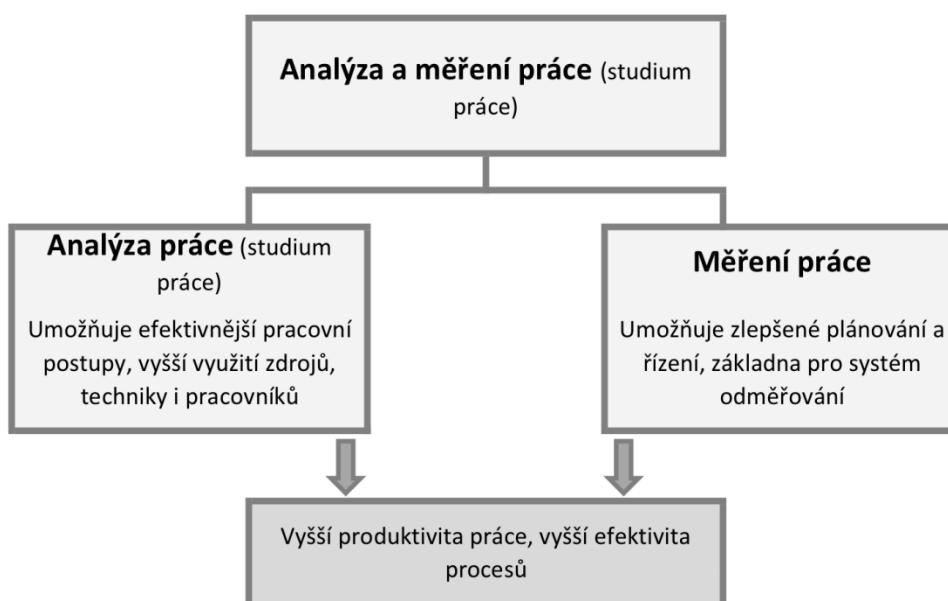 Analýza a měření práce (studium
práce)
Analýza práce (studium
práce)
Umožňuje efektivnější pracovní
postupy, vyšší využití zdrojů,
techniky i pracovníků
Měření práce
Umožňuje zlepšené plánování a
řízení, základna pro systém
odměřování
Vyšší produktivita práce, vyšší efektivita
procesů